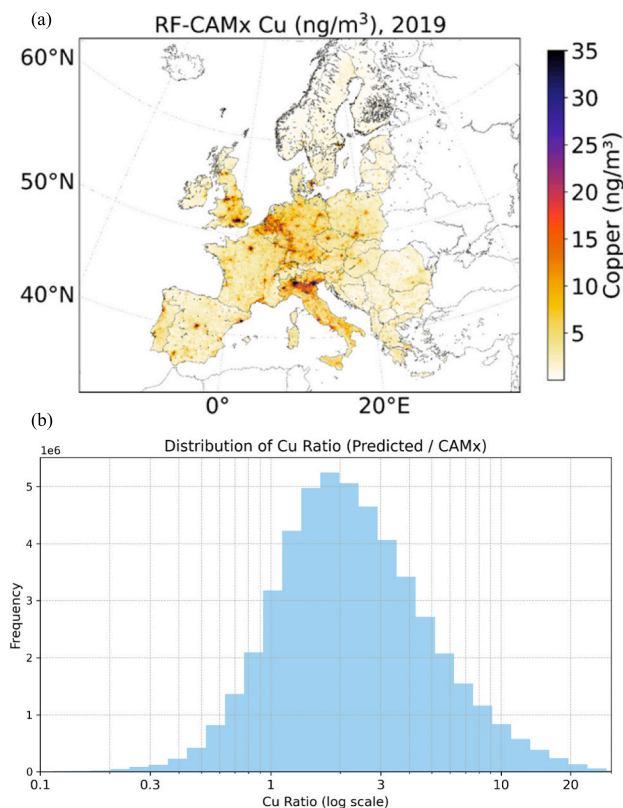 (a)
RF-CAMx Cu (ng/m³), 2019
60°N
50°N
40°N
0°
20°E
35
30
25
20
15
10
5
Copper (ng/m³)
(b)
Distribution of Cu Ratio (Predicted / CAMx)
1e6
5
4
3
2
1
0
Frequency
0.1
0.3
1
3
10
20
Cu Ratio (log scale)